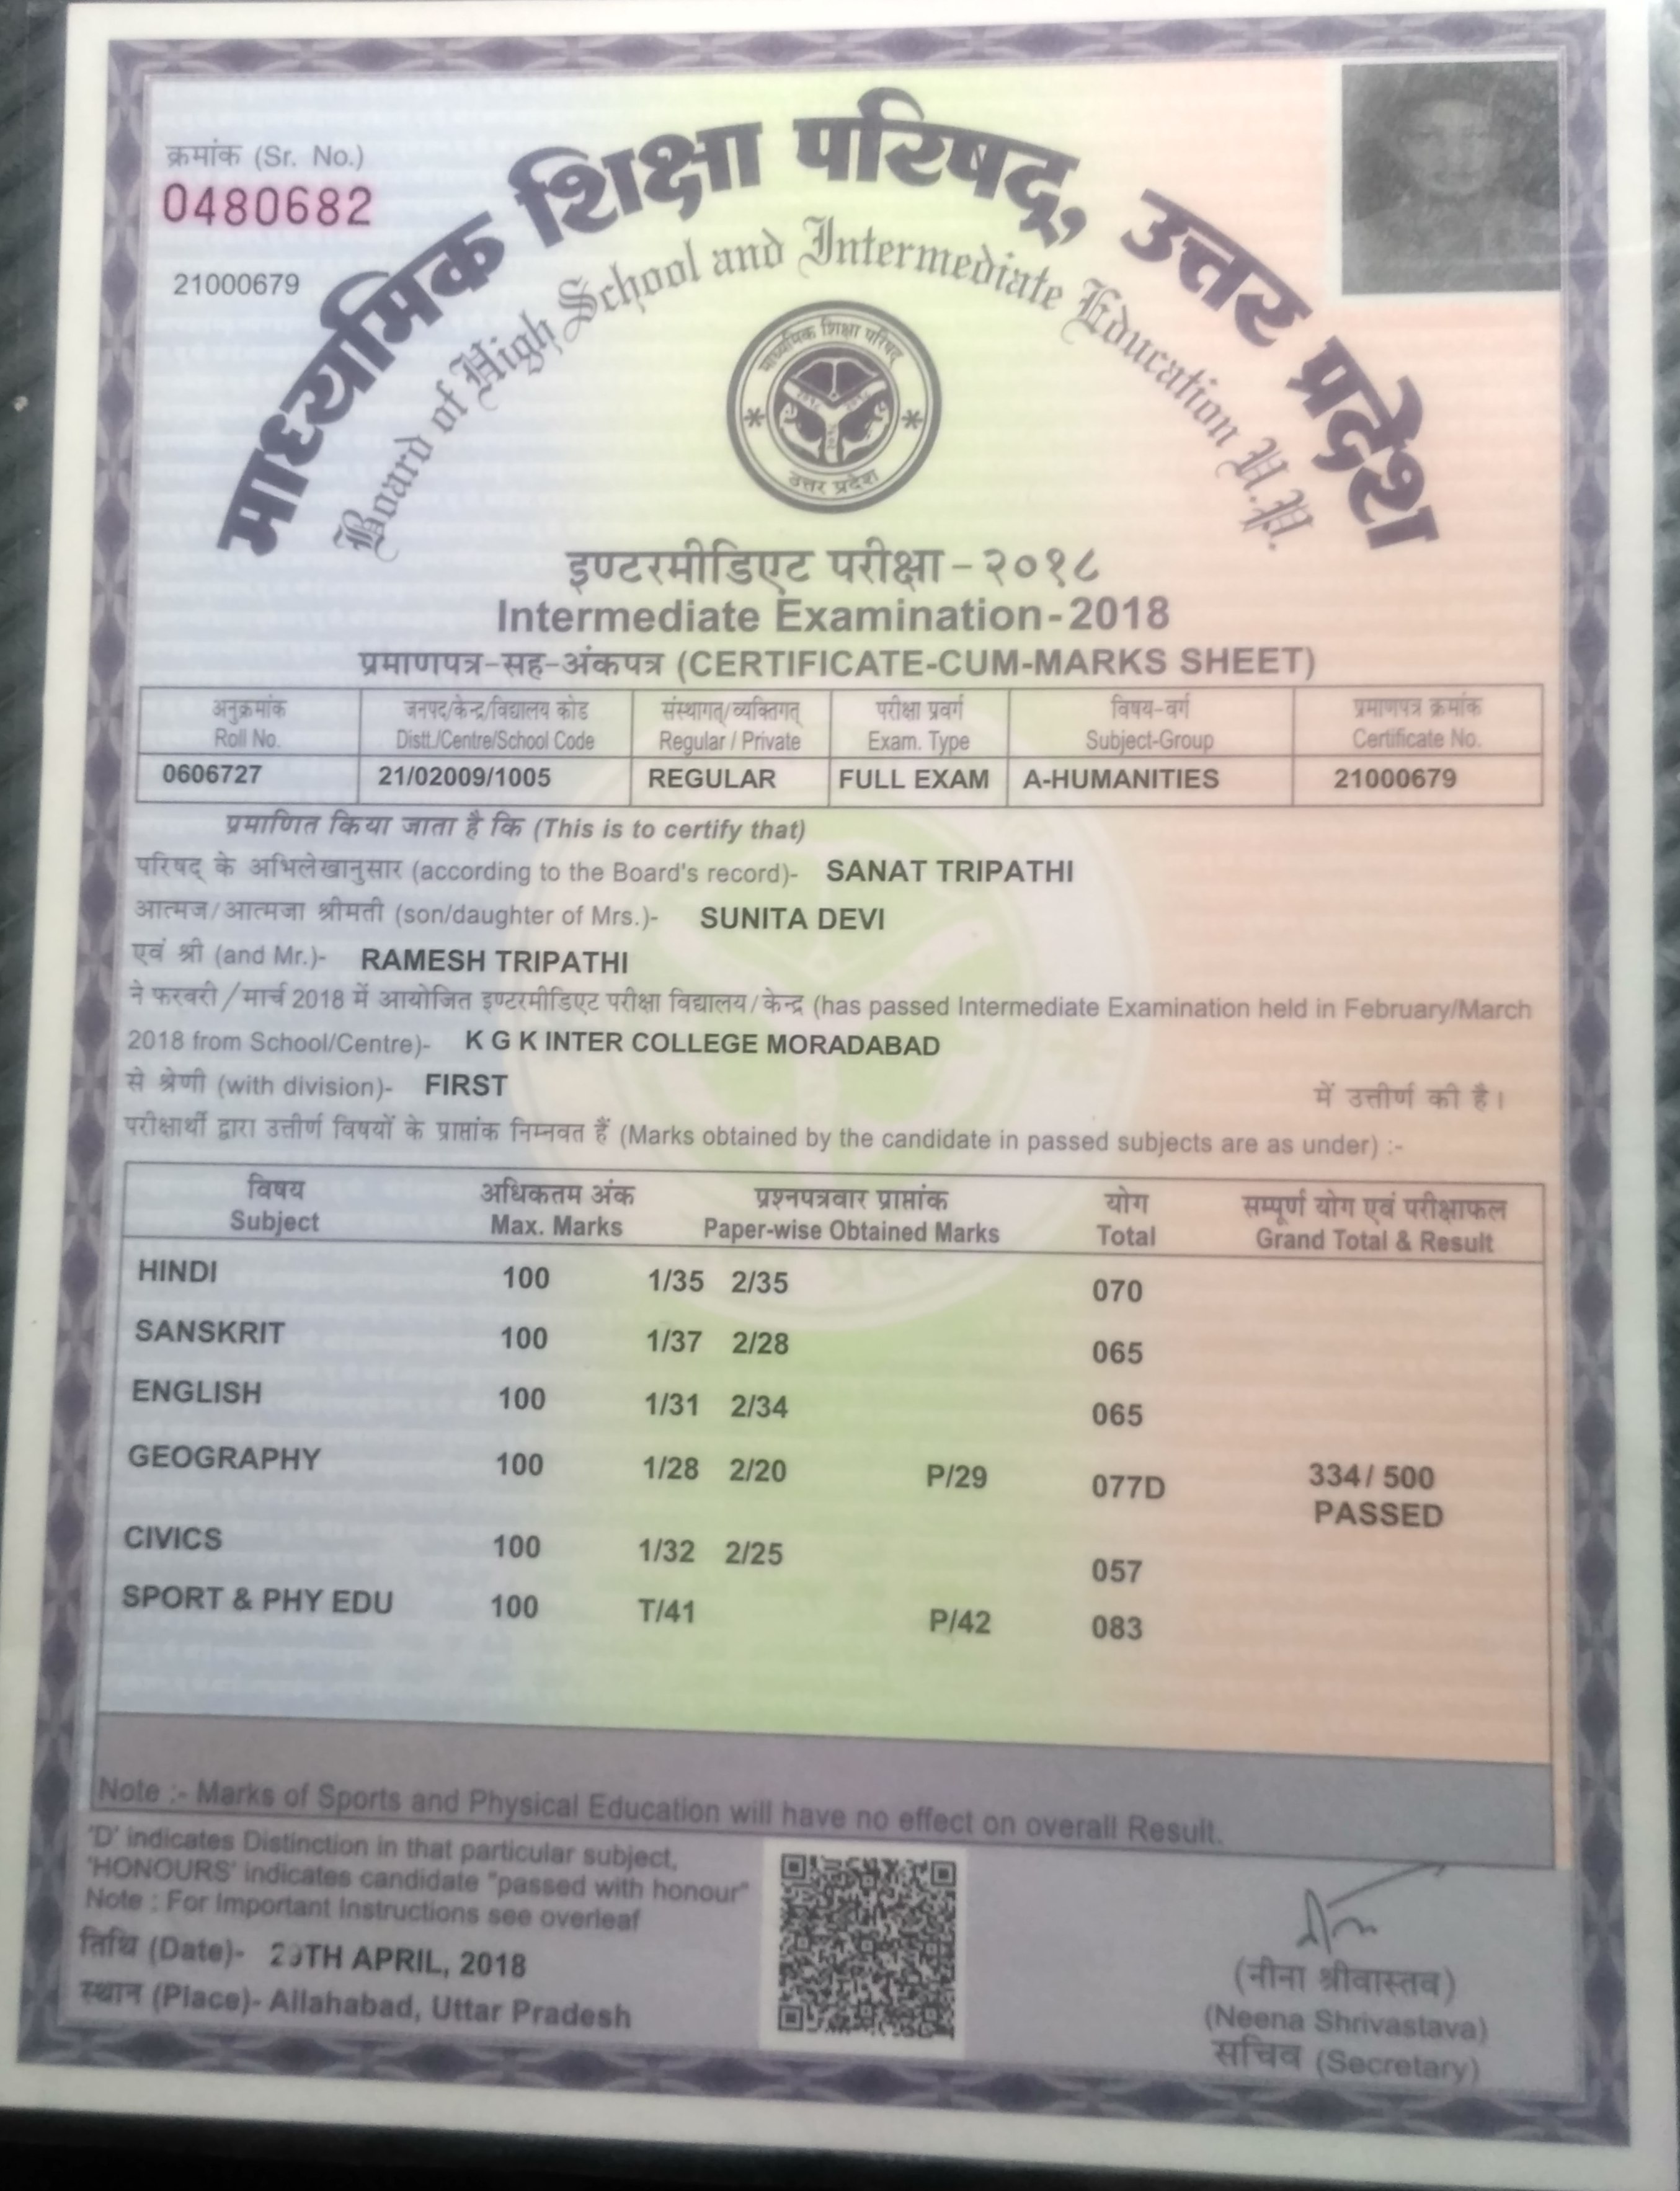 क्रमांक (Sr. No.)
0480682
21000679
माध्यमिक शिक्षा परिषद्, उत्तर प्रदेश
Board of High School and Intermediate Education U.P.
माध्यमिक शिक्षा परिषद
उत्तर प्रदेश
इण्टरमीडिएट परीक्षा - २०१८
Intermediate Examination - 2018
प्रमाणपत्र-सह-अंकपत्र (CERTIFICATE-CUM-MARKS SHEET)
अनुक्रमांक जनपद/केन्द्र/विद्यालय कोड संस्थागत्/व्यक्तिगत् परीक्षा प्रवर्ग विषय-वर्ग प्रमाणपत्र क्रमांक
Roll No. Distt./Centre/School Code Regular / Private Exam. Type Subject-Group Certificate No.
0606727 21/02009/1005 REGULAR FULL EXAM A-HUMANITIES 21000679
प्रमाणित किया जाता है कि (This is to certify that)
परिषद् के अभिलेखानुसार (according to the Board's record)- SANAT TRIPATHI
आत्मज/आत्मजा श्रीमती (son/daughter of Mrs.)- SUNITA DEVI
एवं श्री (and Mr.)- RAMESH TRIPATHI
ने फरवरी/मार्च 2018 में आयोजित इण्टरमीडिएट परीक्षा विद्यालय/केन्द्र (has passed Intermediate Examination held in February/March
2018 from School/Centre)- K G K INTER COLLEGE MORADABAD
से श्रेणी (with division)- FIRST में उत्तीर्ण की है।
परीक्षार्थी द्वारा उत्तीर्ण विषयों के प्राप्तांक निम्नवत हैं (Marks obtained by the candidate in passed subjects are as under) :-
विषय अधिकतम अंक प्रश्नपत्रवार प्राप्तांक योग सम्पूर्ण योग एवं परीक्षाफल
Subject Max. Marks Paper-wise Obtained Marks Total Grand Total & Result
HINDI 100 1/35 2/35 070
SANSKRIT 100 1/37 2/28 065
ENGLISH 100 1/31 2/34 065
GEOGRAPHY 100 1/28 2/20 P/29 077D 334/ 500
PASSED
CIVICS 100 1/32 2/25 057
SPORT & PHY EDU 100 T/41 P/42 083
Note :- Marks of Sports and Physical Education will have no effect on overall Result.
'D' indicates Distinction in that particular subject,
'HONOURS' indicates candidate "passed with honour"
Note : For Important Instructions see overleaf
तिथि (Date)- TH APRIL, 2018
स्थान (Place)- Allahabad, Uttar Pradesh
(नीना श्रीवास्तव)
(Neena Shrivastava)
सचिव (Secretary)